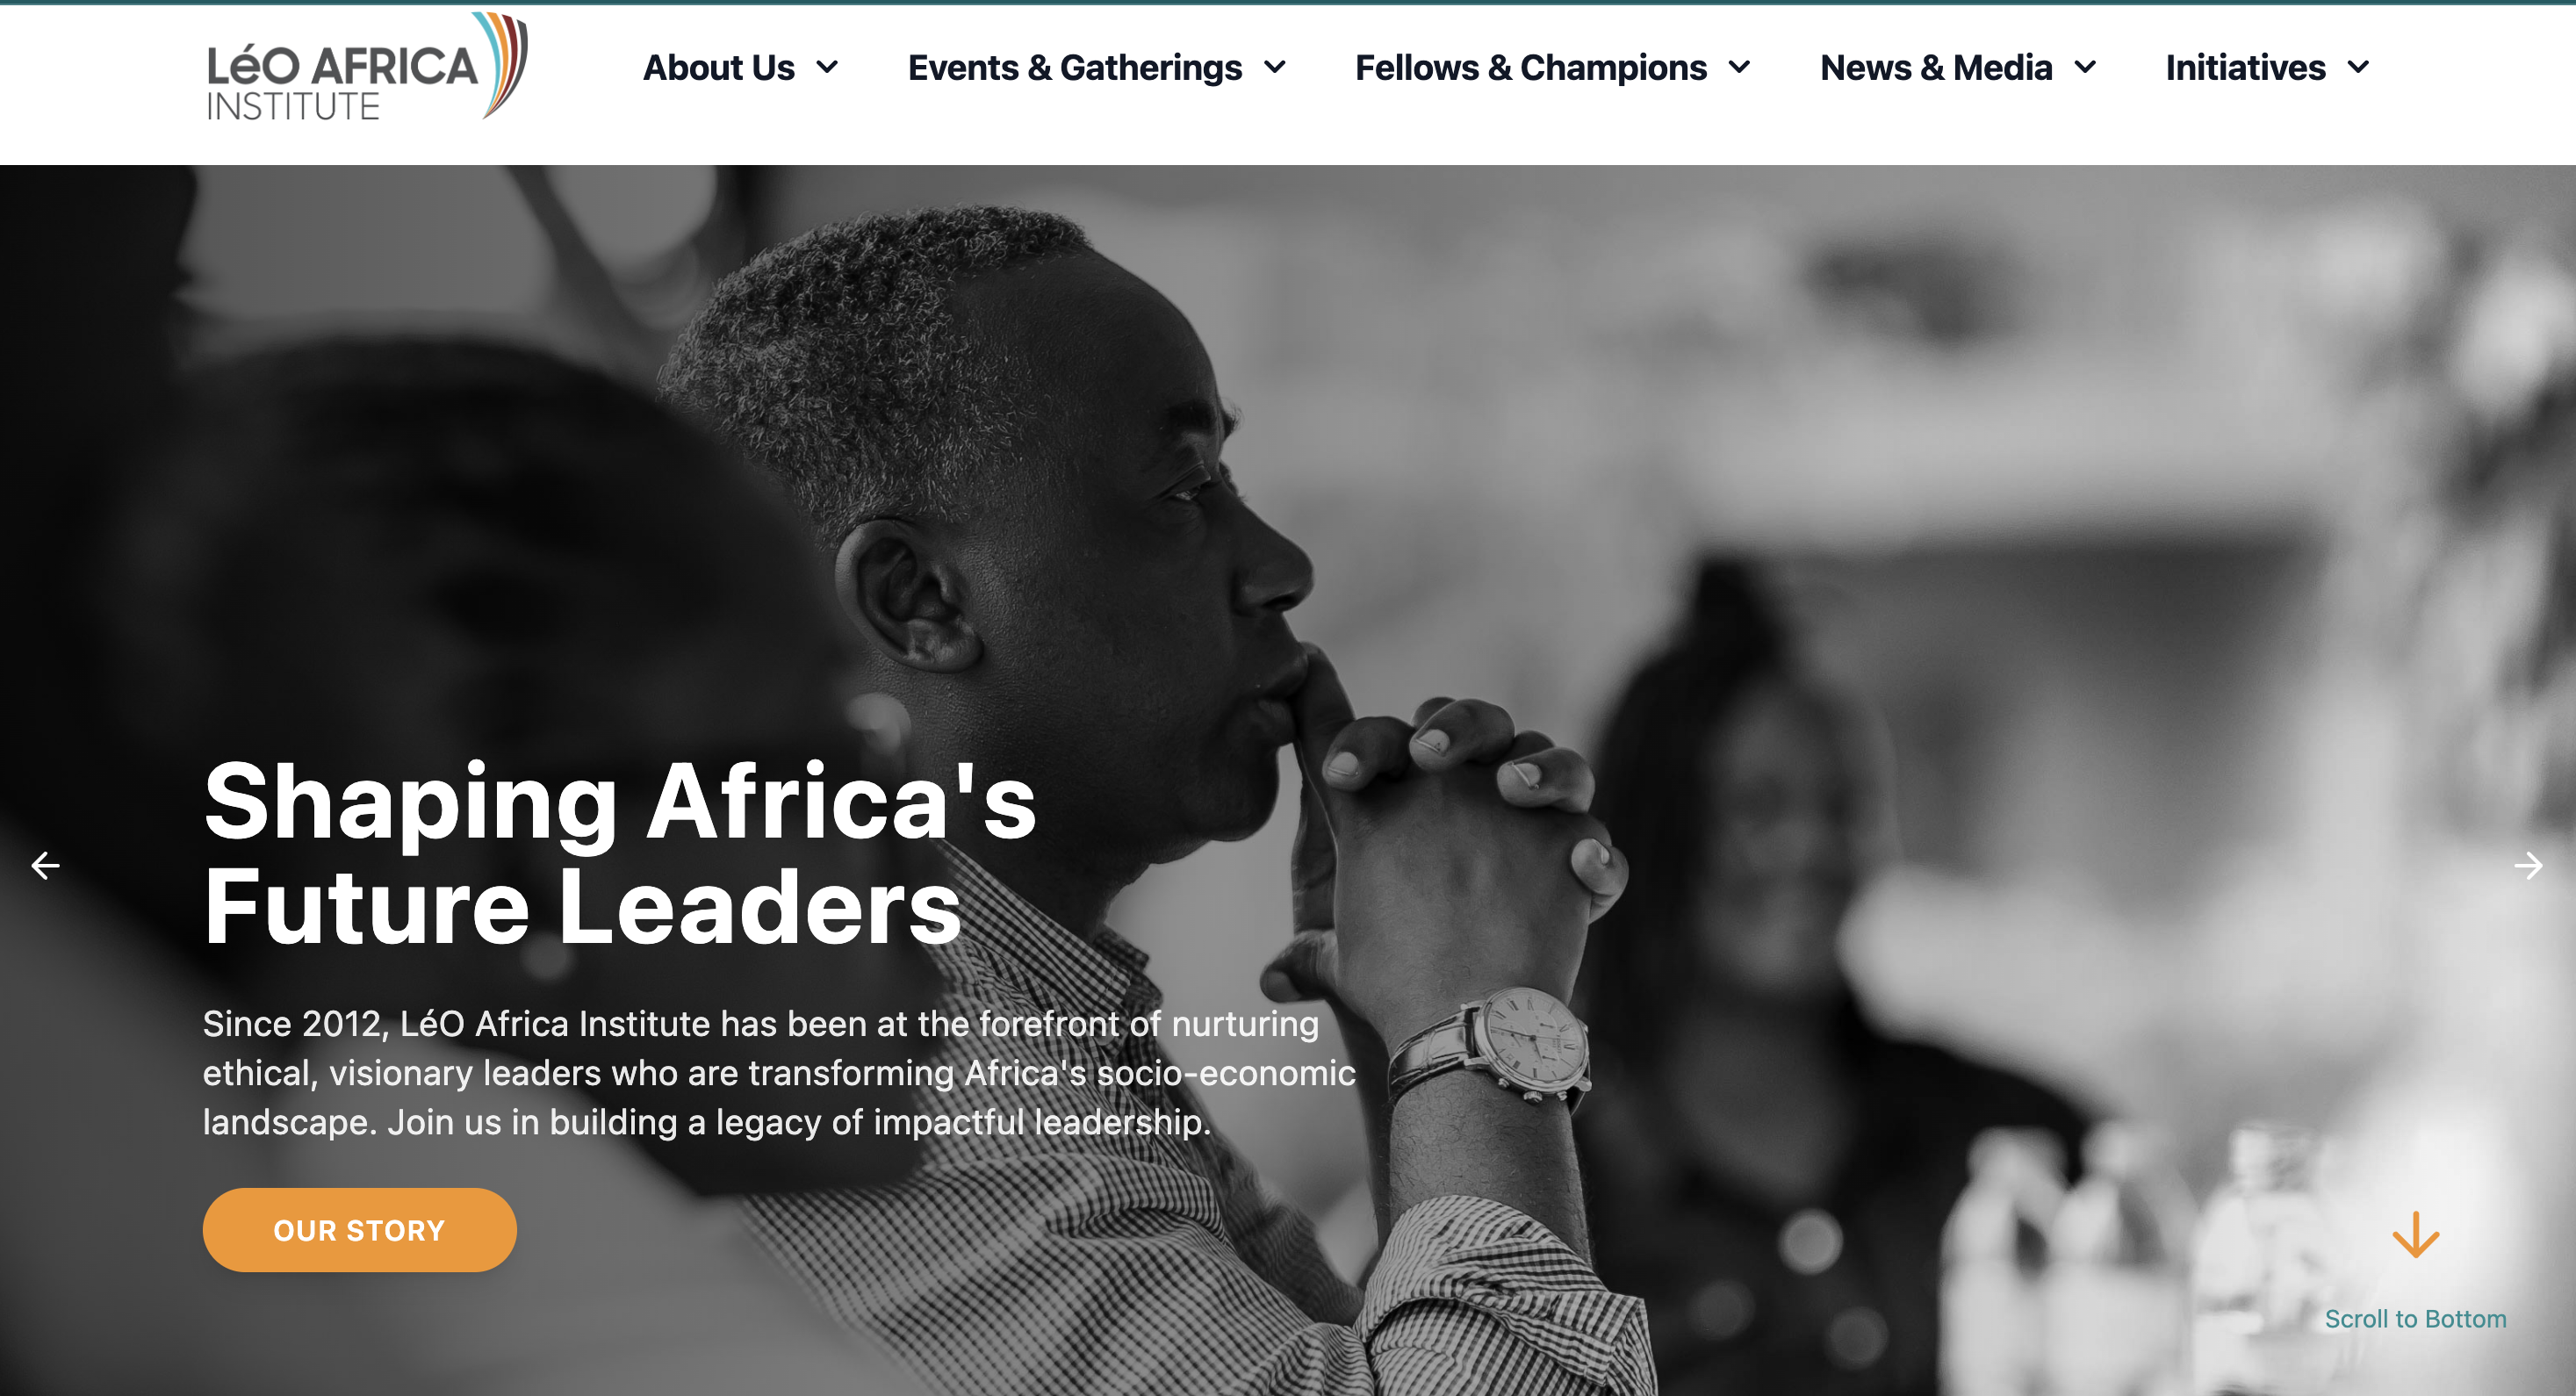 LéO AFRICA
INSTITUTE
About Us
Events & Gatherings
Fellows & Champions
News & Media
Initiatives
Shaping Africa's
Future Leaders
Since 2012, LéO Africa Institute has been at the forefront of nurturing
ethical, visionary leaders who are transforming Africa's socio-economic
landscape. Join us in building a legacy of impactful leadership.
OUR STORY
Scroll to Bottom